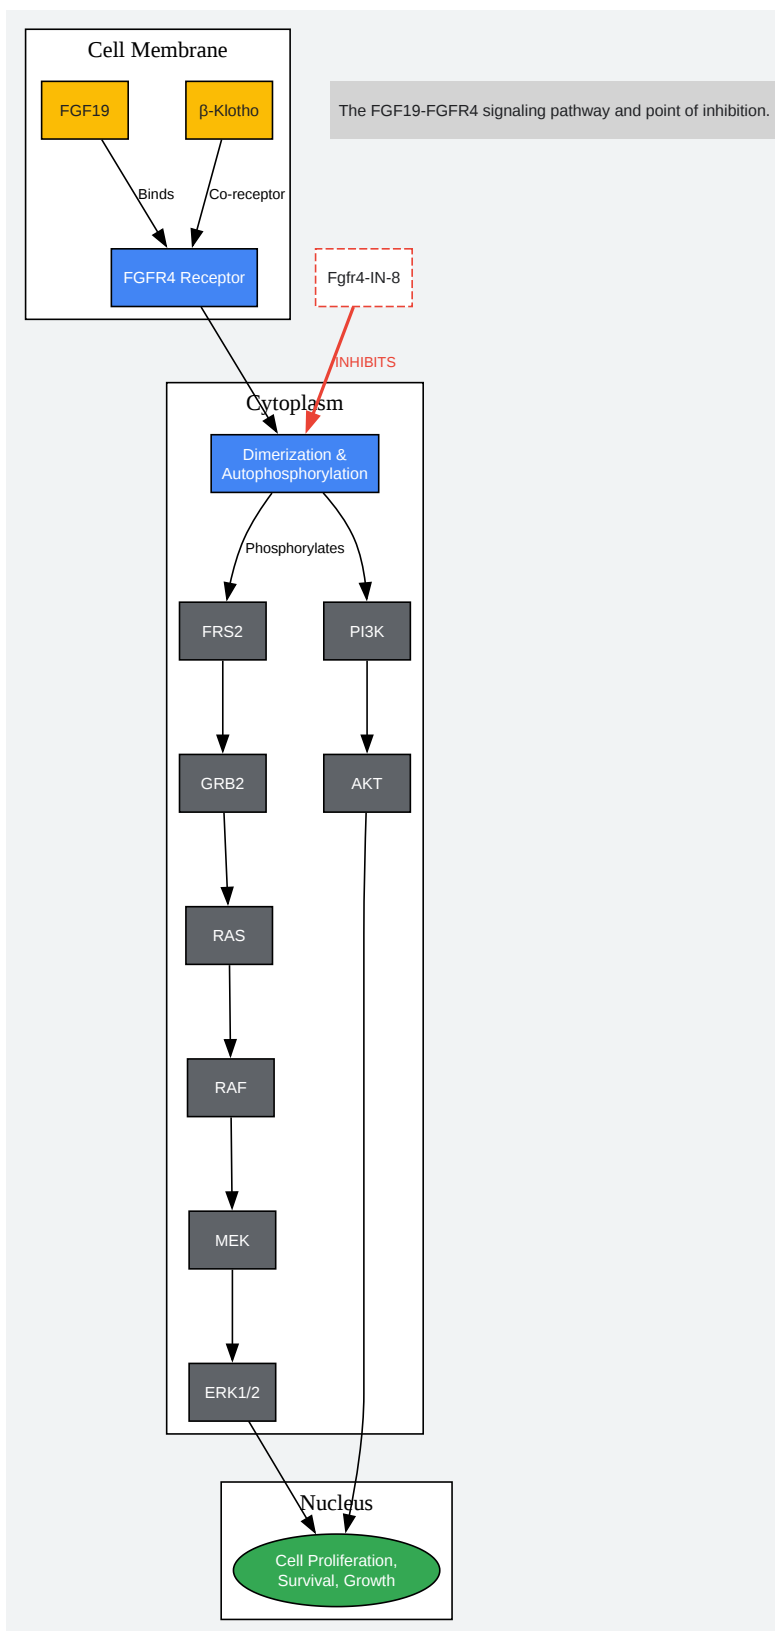 Cell Membrane
FGF19
β-Klotho
The FGF19-FGFR4 signaling pathway and point of inhibition.
Binds
Co-receptor
FGFR4 Receptor
Fgfr4-IN-8
INHIBITS
Cytoplasm
Dimerization &
Autophosphorylation
Phosphorylates
FRS2
PI3K
GRB2
AKT
RAS
RAF
MEK
ERK1/2
Nucleus
Cell Proliferation,
Survival, Growth